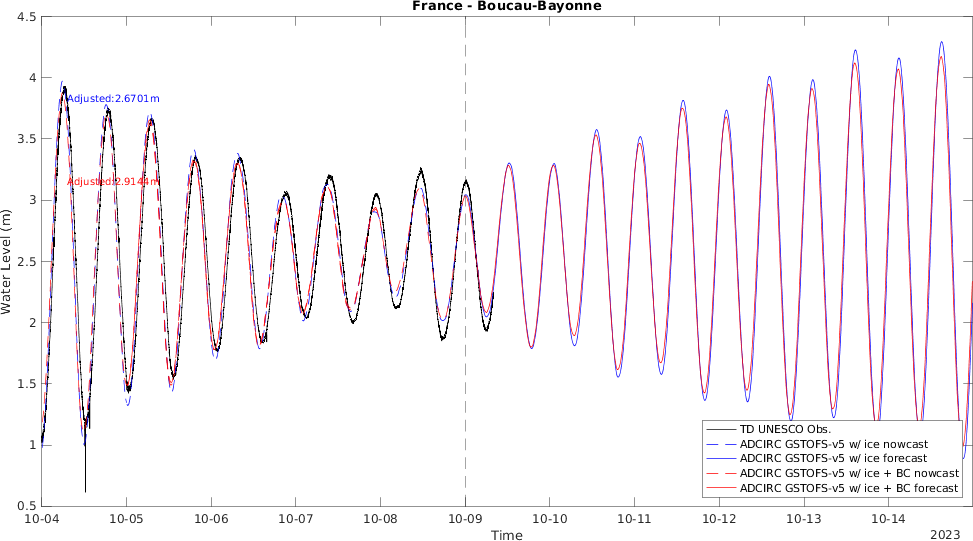 France - Boucau-Bayonne
4.5
4
3.5
3
2.5
2
1.5
1
0.5
Water Level (m)
Adjusted:2.6701m
Adjusted:2.9144m
TD UNESCO Obs.
ADCIRC GSTOFS-v5 w/ ice nowcast
ADCIRC GSTOFS-v5 w/ ice forecast
ADCIRC GSTOFS-v5 w/ ice + BC nowcast
ADCIRC GSTOFS-v5 w/ ice + BC forecast
10-04 10-05 10-06 10-07 10-08 10-09 10-10 10-11 10-12 10-13 10-14
Time
2023